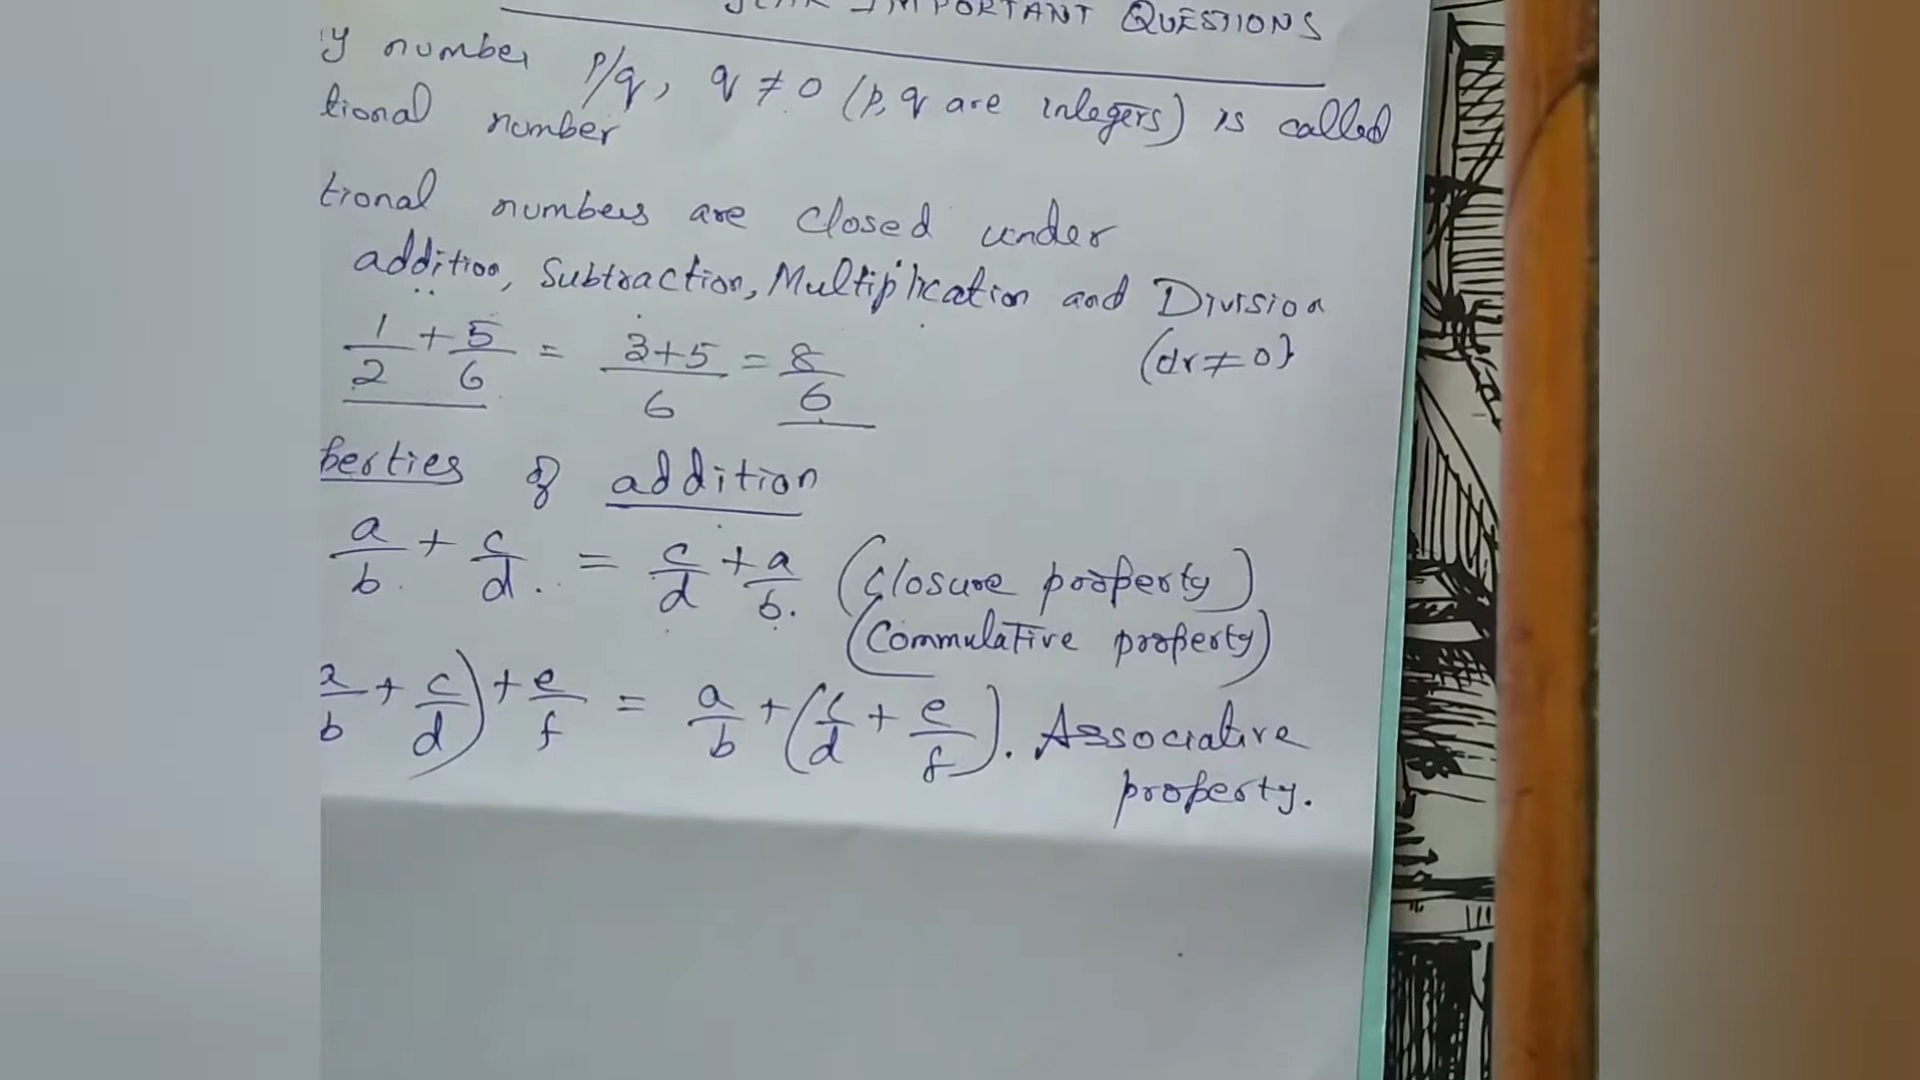 IMPORTANT QUESTIONS
y number p/q, q ≠ 0 (p, q are integers) is called
tional number
tional numbers are closed under
addition, Subtraction, Multiplication and Division
(dr ≠ 0)
1/2 + 5/6 = 3+5/6 = 8/6
perties of addition
a/b + c/d = c/d + a/b. (Closure property)
(Commulative property)
a/b + c/d) + e/f = a/b + (c/d + e/f). Associative
property.